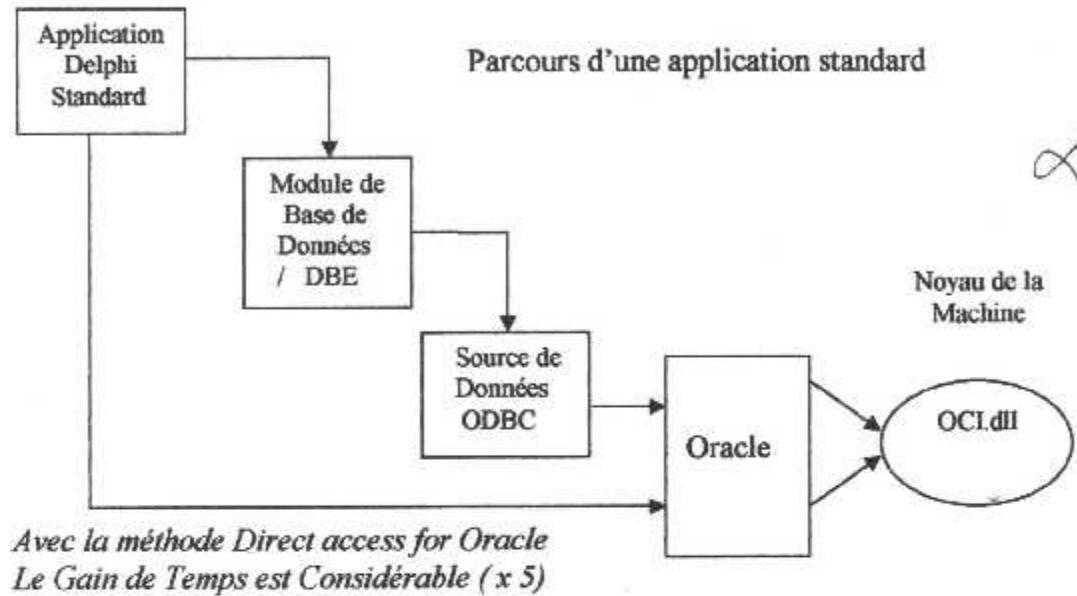 Application
Delphi
Standard
Parcours d'une application standard
Module de
Base de
Données
/ DBE
Noyau de la
Machine
Source de
Données
ODBC
Oracle
OCI.dll
Avec la méthode Direct access for Oracle
Le Gain de Temps est Considérable ( x 5)